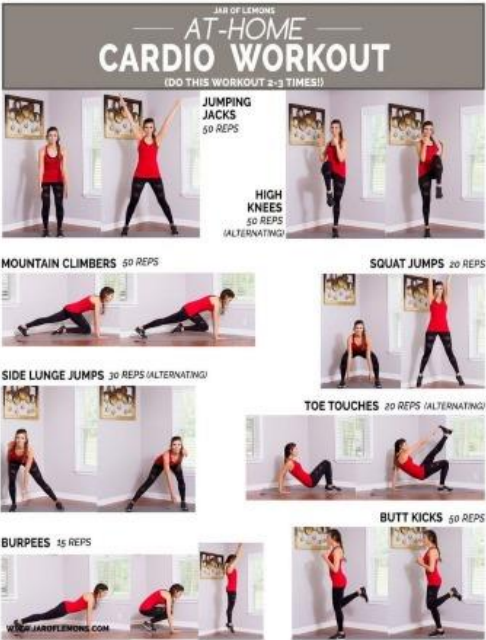 JAR OF LEMONS
AT-HOME
CARDIO WORKOUT
(DO THIS WORKOUT 2-3 TIMES!)
JUMPING
JACKS
50 REPS
HIGH
KNEES
50 REPS
(ALTERNATING)
MOUNTAIN CLIMBERS 50 REPS
SQUAT JUMPS 20 REPS
SIDE LUNGE JUMPS 30 REPS (ALTERNATING)
TOE TOUCHES 20 REPS (ALTERNATING)
BUTT KICKS 50 REPS
BURPEES 15 REPS
WWW.JAROFLEMONS.COM